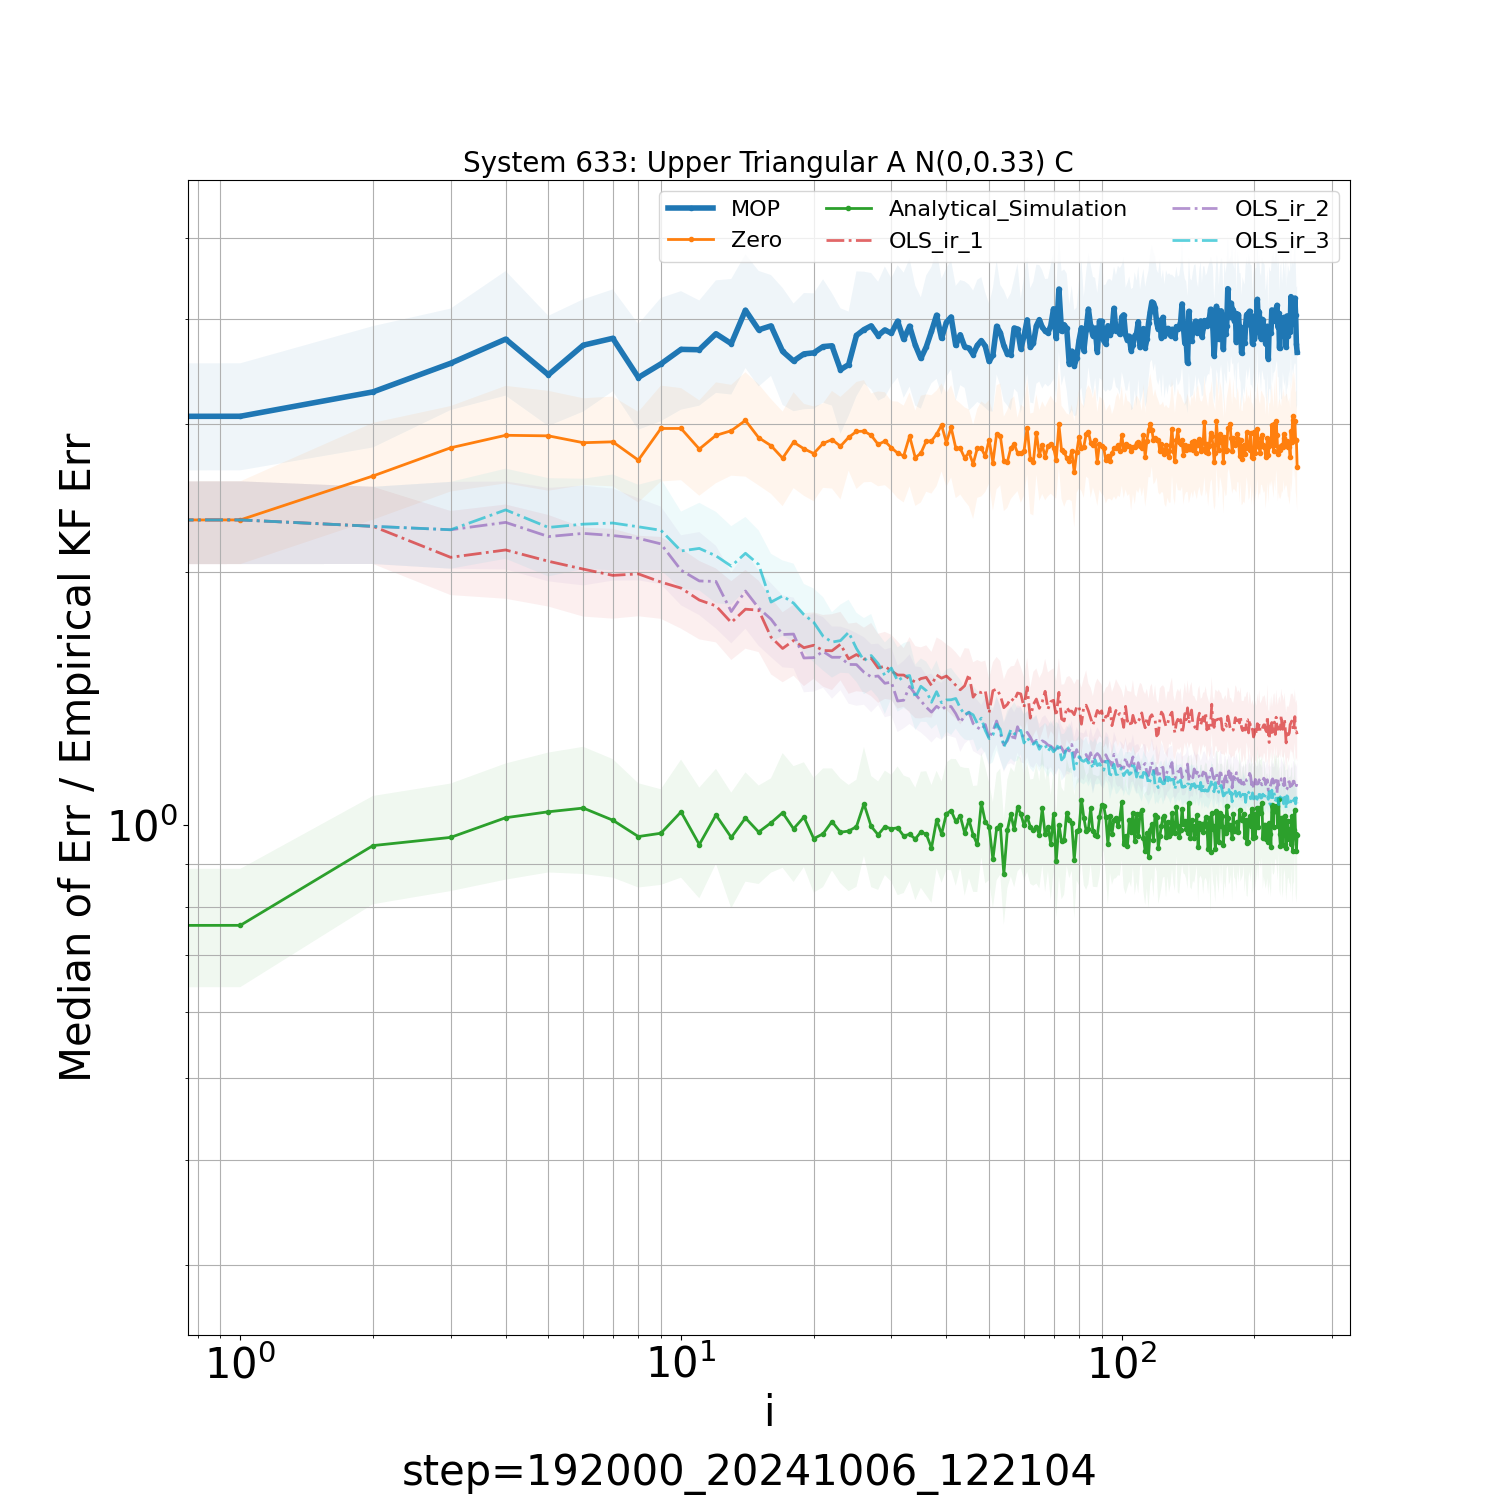 System 633: Upper Triangular A N(0,0.33) C
MOP
Zero
Analytical_Simulation
OLS_ir_1
OLS_ir_2
OLS_ir_3
Median of Err / Empirical KF Err
10⁰
10⁰ 10¹ 10²
i
step=192000_20241006_122104